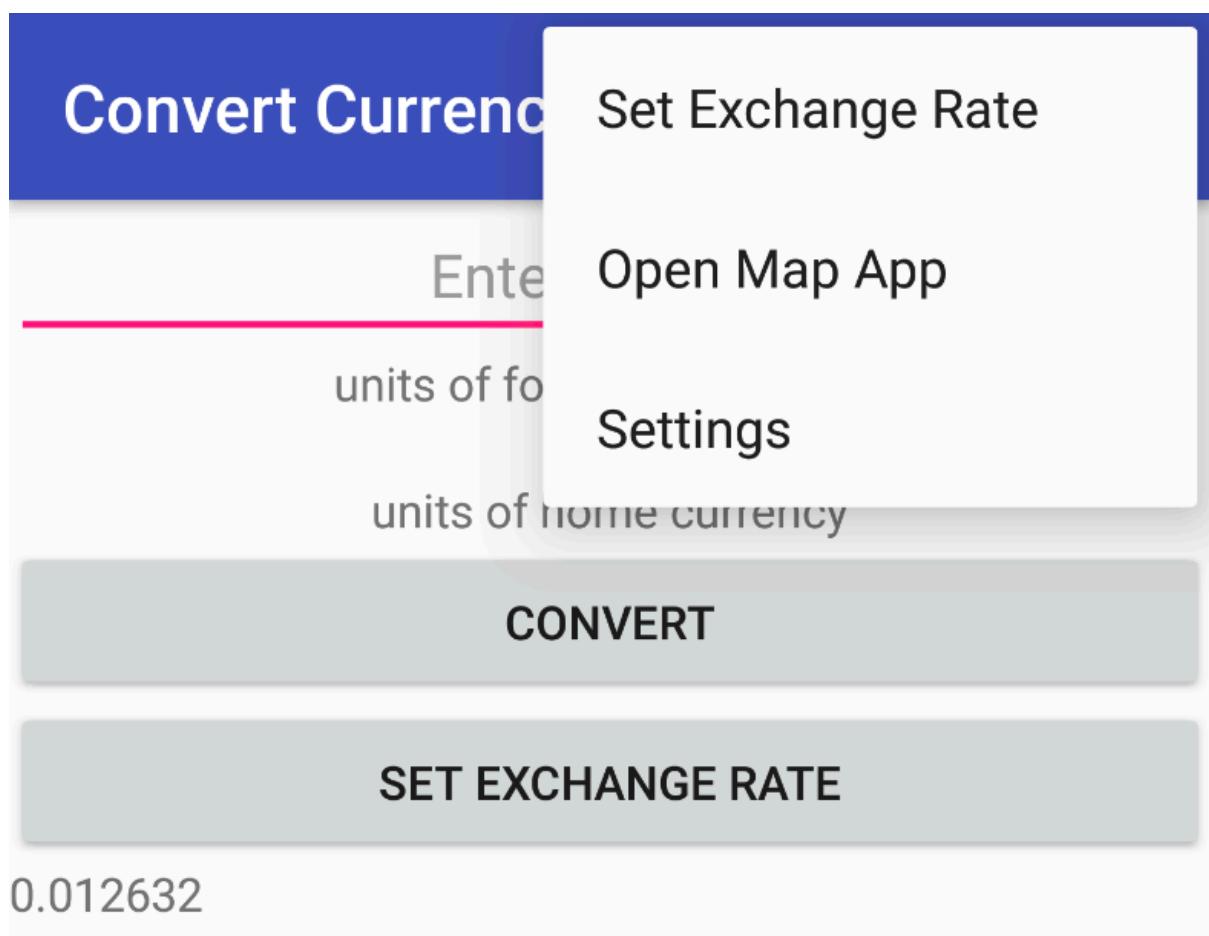 Convert Currenc
Set Exchange Rate
Open Map App
Settings
Ente
units of fo
units of home currency
CONVERT
SET EXCHANGE RATE
0.012632